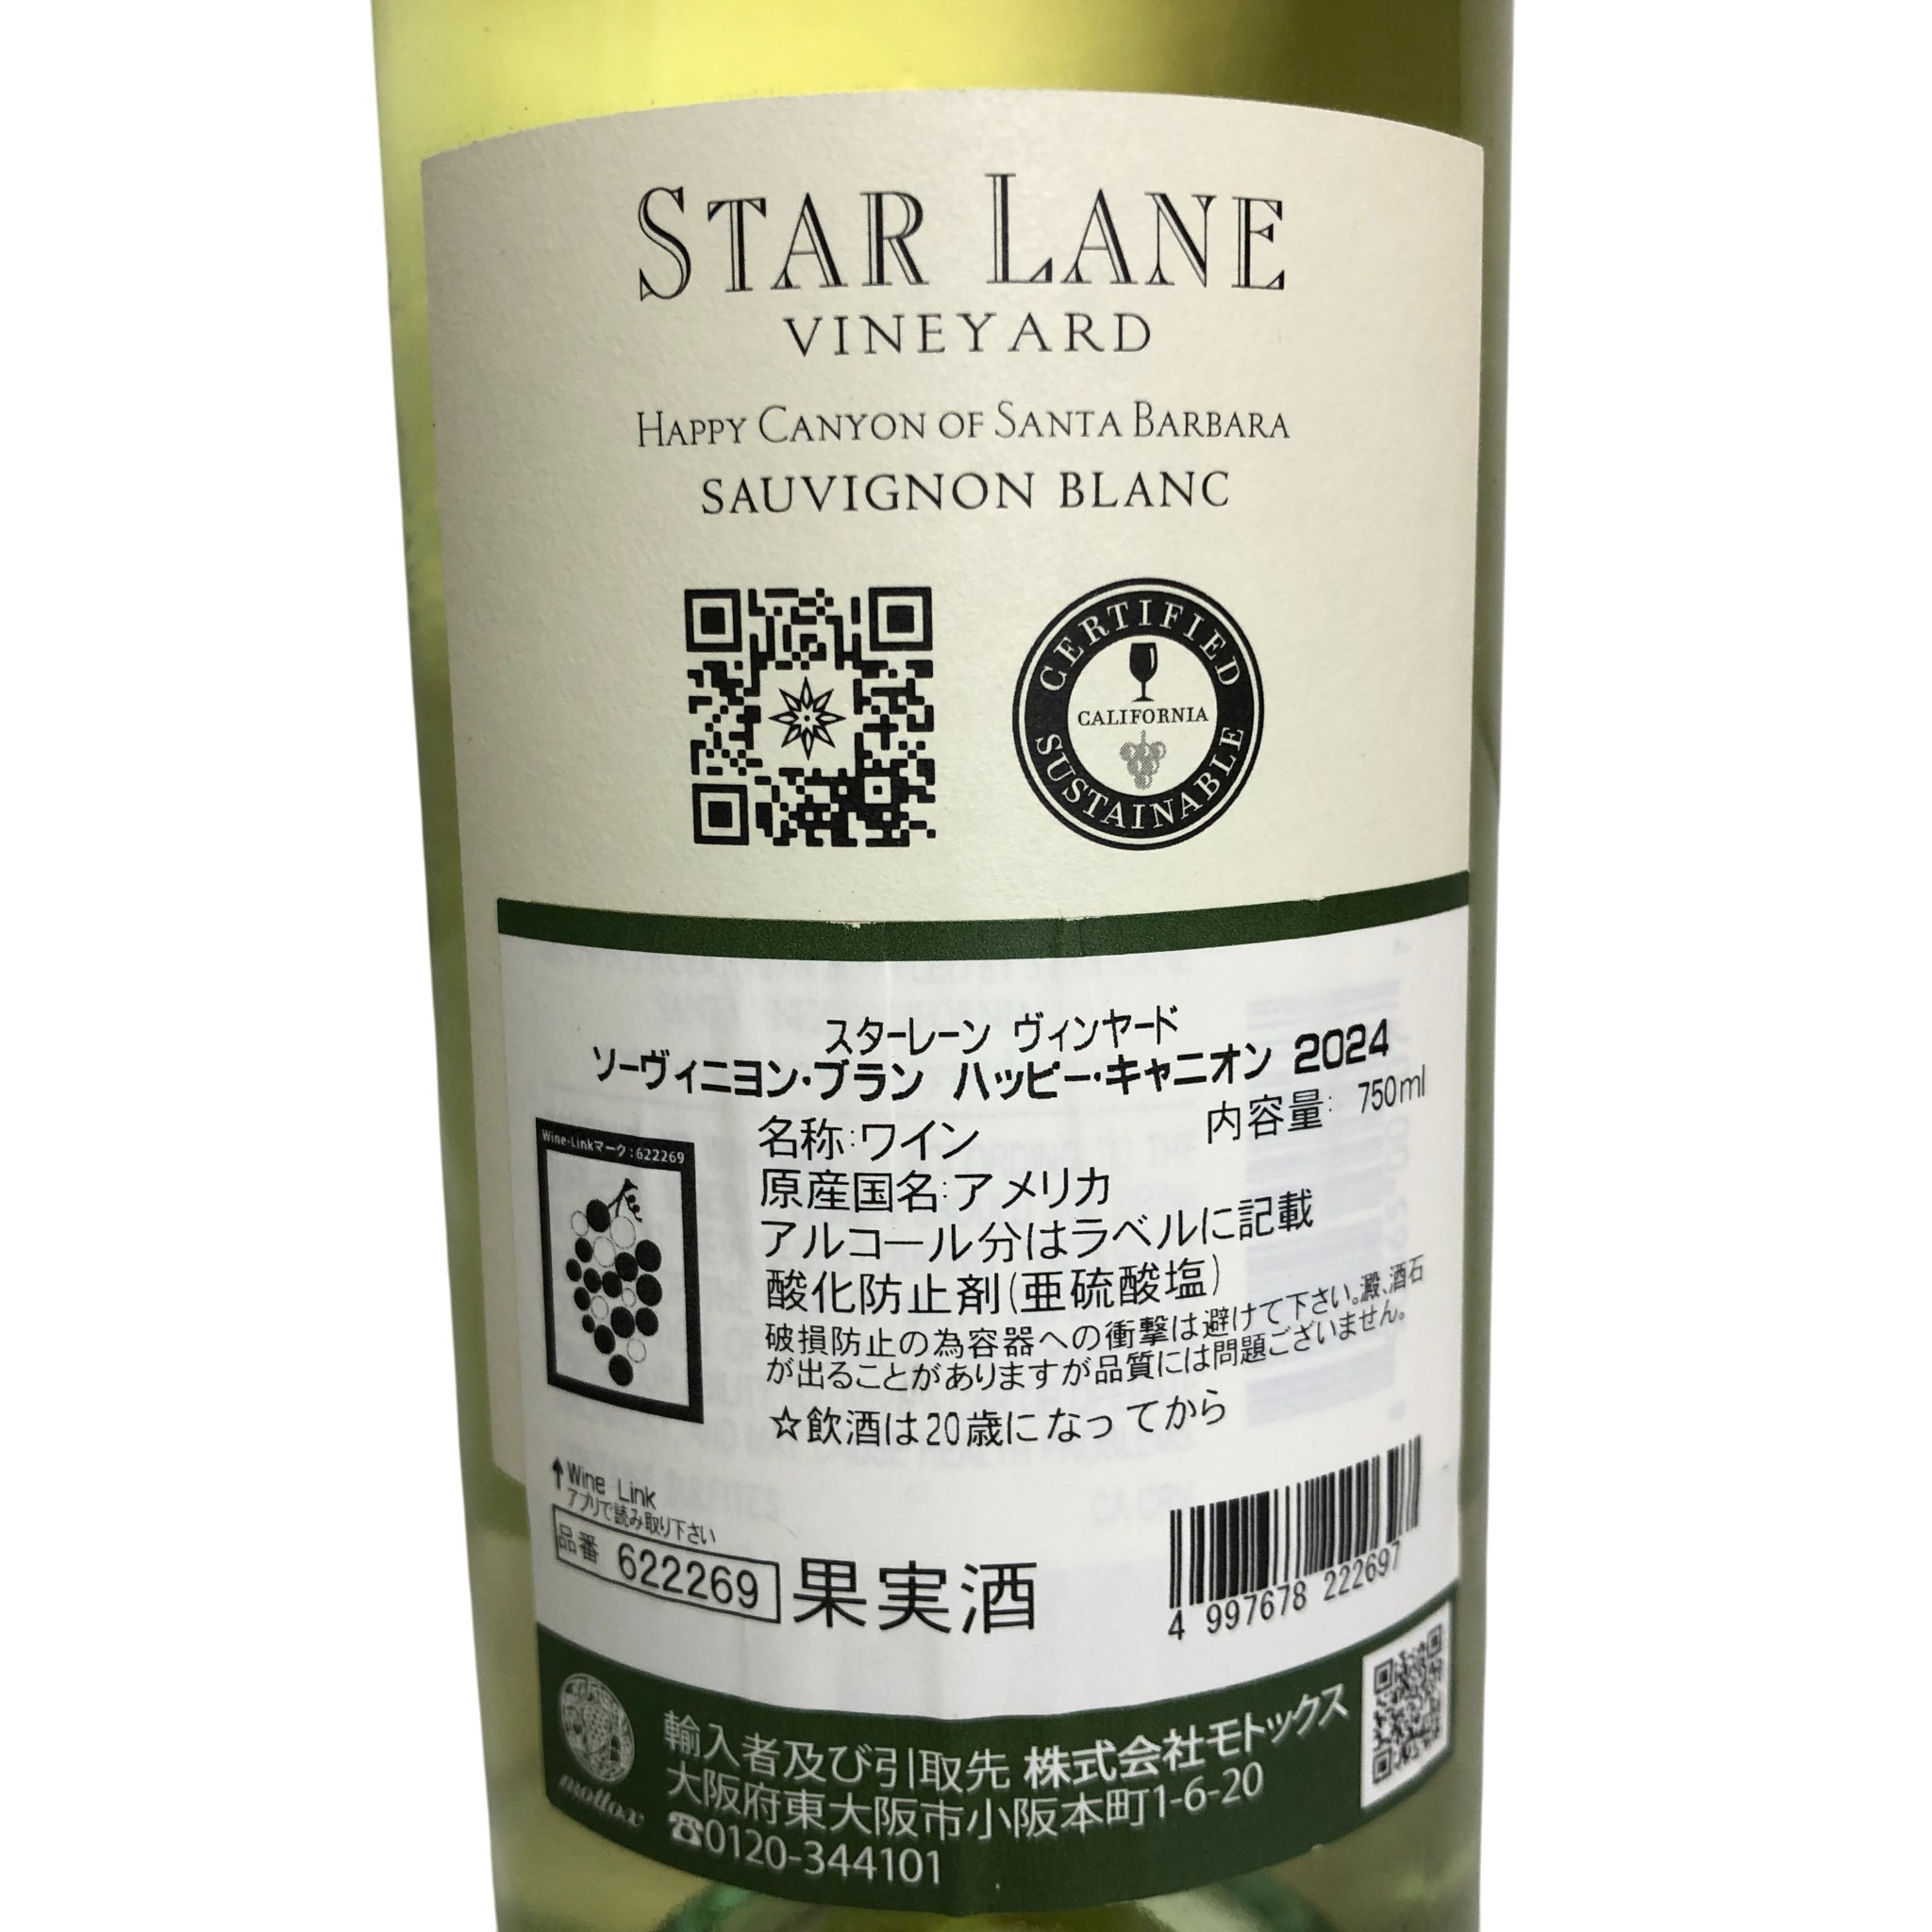 STAR LANE
VINEYARD
HAPPY CANYON OF SANTA BARBARA
SAUVIGNON BLANC
CERTIFIED
CALIFORNIA
SUSTAINABLE
スターレーン ヴィンヤード
ソーヴィニヨン・ブラン ハッピー・キャニオン 2024
内容量: 750ml
Wine-Linkマーク:622269
名称:ワイン
原産国名:アメリカ
アルコール分はラベルに記載
酸化防止剤(亜硫酸塩)
破損防止の為容器への衝撃は避けて下さい。澱、酒石
が出ることがありますが品質には問題ございません。
☆飲酒は20歳になってから
↑Wine Link
アプリで読み取り下さい
品番 622269
果実酒
4 997678 222697
mottox
輸入者及び引取先 株式会社モトックス
大阪府東大阪市小阪本町1-6-20
☎0120-344101